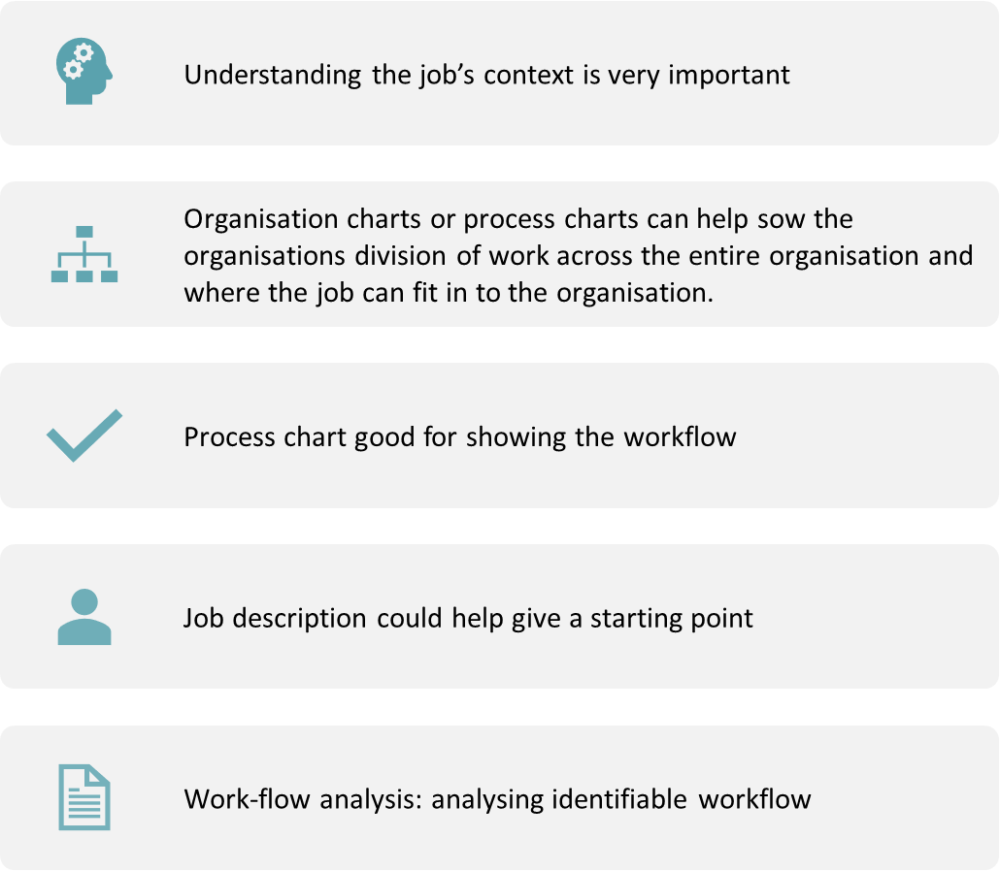 Understanding the job’s context is very important
Organisation charts or process charts can help sow the
organisations division of work across the entire organisation and
where the job can fit in to the organisation.
Process chart good for showing the workflow
Job description could help give a starting point
Work-flow analysis: analysing identifiable workflow